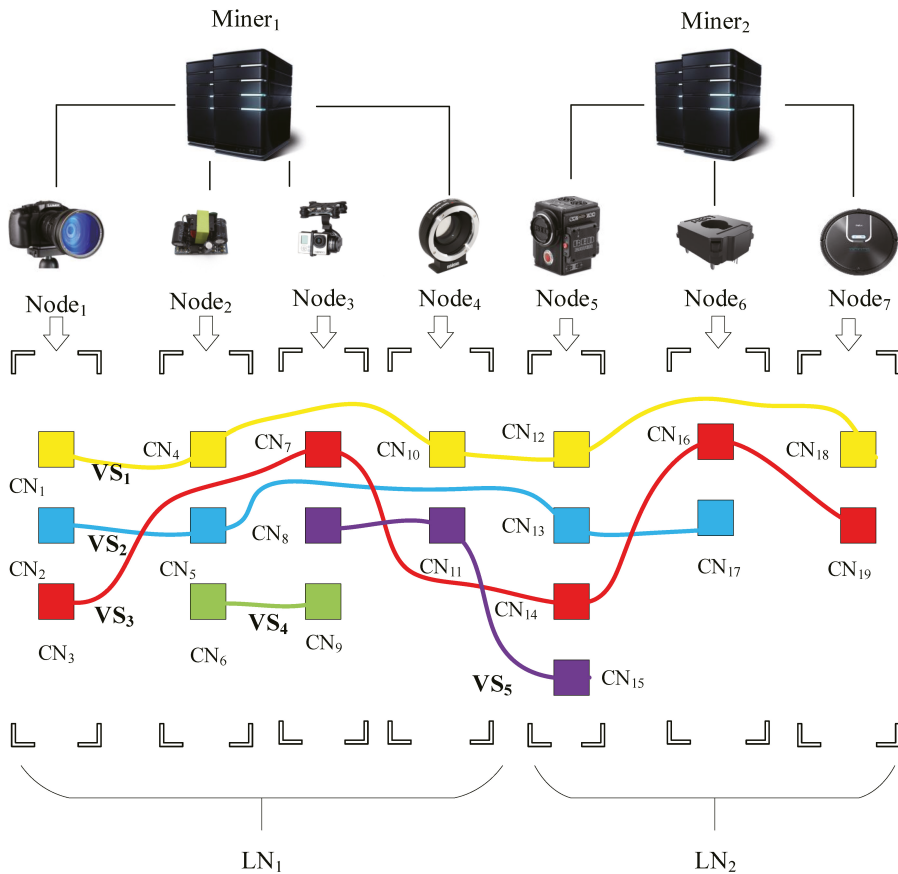 Miner₁ Miner₂
Node₁ Node₂ Node₃ Node₄ Node₅ Node₆ Node₇
CN₁ VS₁ CN₄ CN₇ CN₁₀ CN₁₂ CN₁₆ CN₁₈
CN₂ VS₂ CN₅ CN₈ CN₁₁ CN₁₃ CN₁₇ CN₁₉
CN₃ VS₃ CN₆ VS₄ CN₉ CN₁₄
VS₅ CN₁₅
LN₁ LN₂